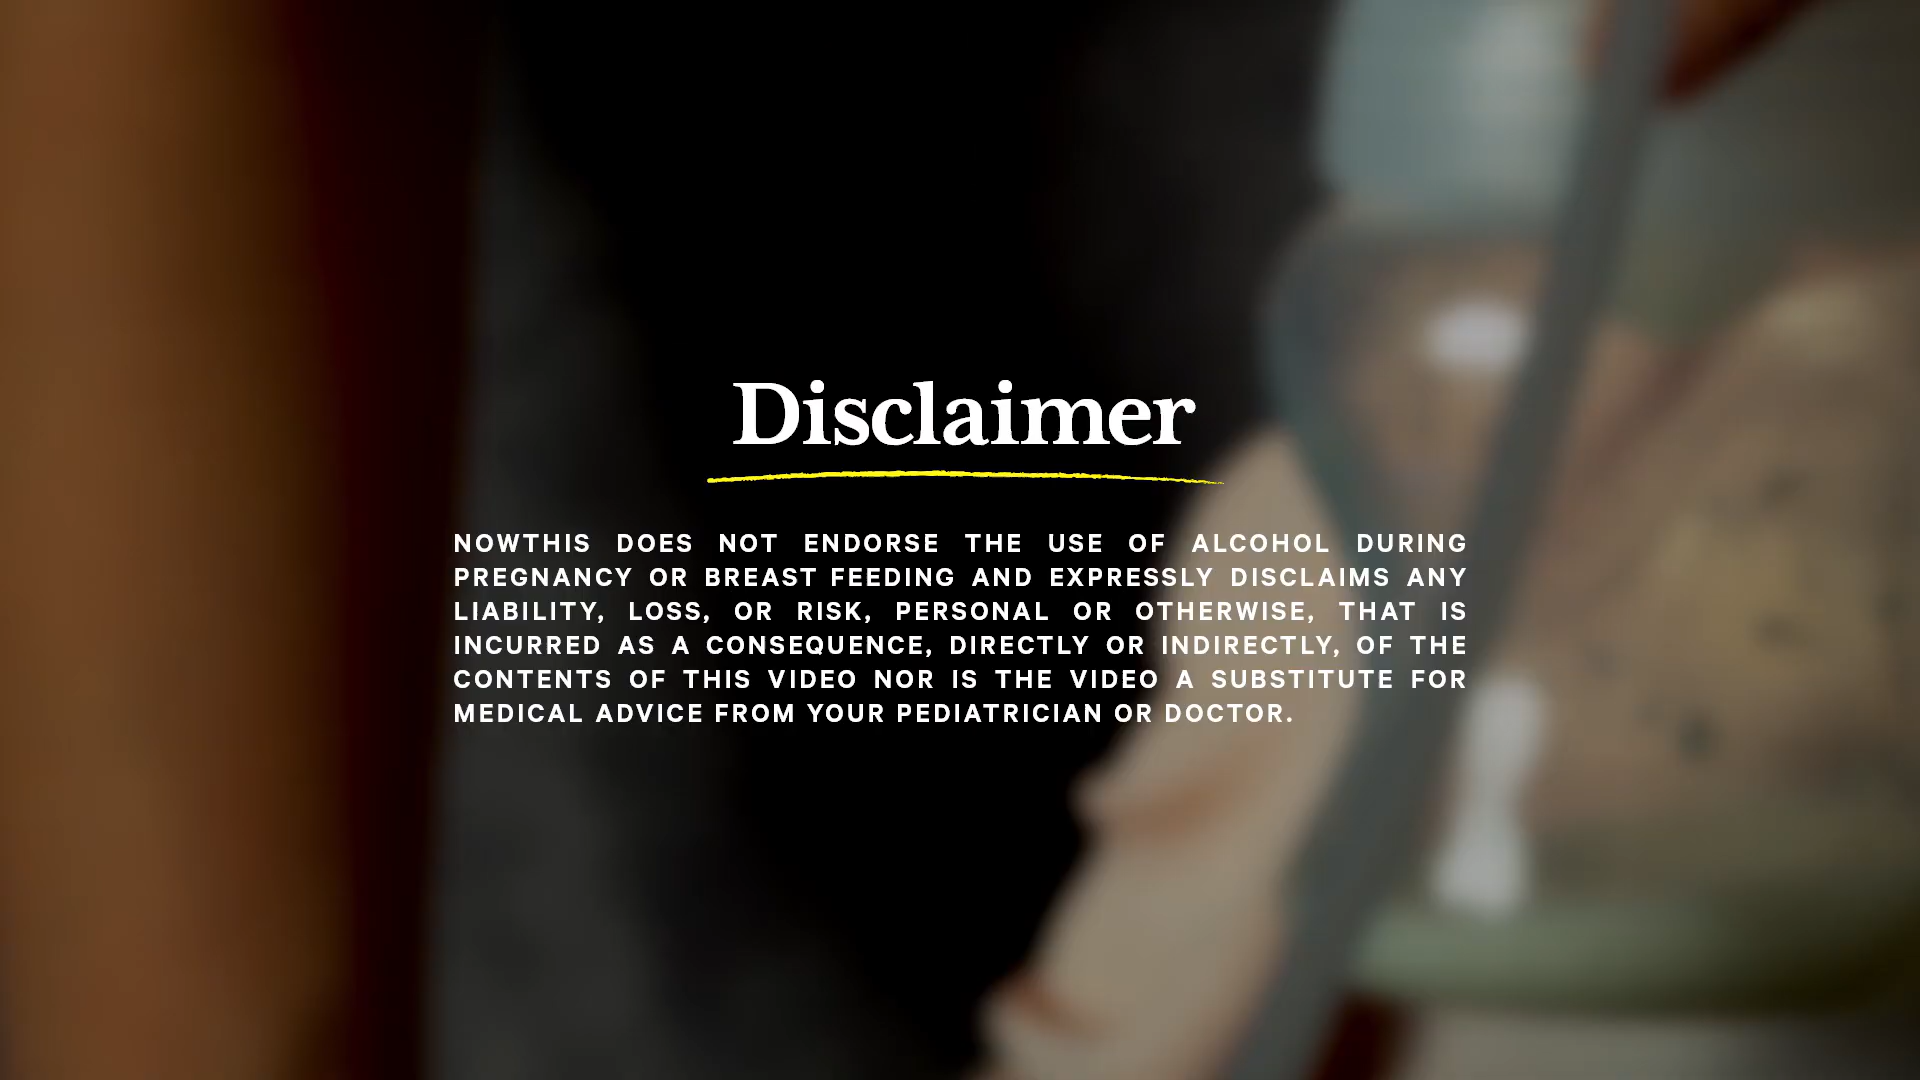 Disclaimer
NOWTHIS DOES NOT ENDORSE THE USE OF ALCOHOL DURING
PREGNANCY OR BREAST FEEDING AND EXPRESSLY DISCLAIMS ANY
LIABILITY, LOSS, OR RISK, PERSONAL OR OTHERWISE, THAT IS
INCURRED AS A CONSEQUENCE, DIRECTLY OR INDIRECTLY, OF THE
CONTENTS OF THIS VIDEO NOR IS THE VIDEO A SUBSTITUTE FOR
MEDICAL ADVICE FROM YOUR PEDIATRICIAN OR DOCTOR.